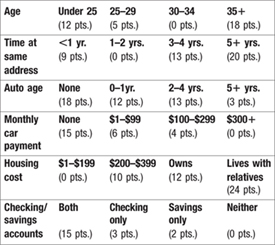 Age Under 25 25–29 30–34 35+
(12 pts.) (5 pts.) (0 pts.) (18 pts.)
Time at <1 yr. 1–2 yrs. 3–4 yrs. 5+ yrs.
same (9 pts.) (0 pts.) (13 pts.) (20 pts.)
address
Auto age None 0–1yr. 2–4 yrs. 5+ yrs.
(18 pts.) (12 pts.) (13 pts.) (3 pts.)
Monthly None $1–$99 $100–$299 $300+
car (15 pts.) (6 pts.) (4 pts.) (0 pts.)
payment
Housing $1–$199 $200–$399 Owns Lives with
cost (0 pts.) (10 pts.) (12 pts.) relatives
(24 pts.)
Checking/ Both Checking Savings Neither
savings only only
accounts (15 pts.) (3 pts.) (2 pts.) (0 pts.)